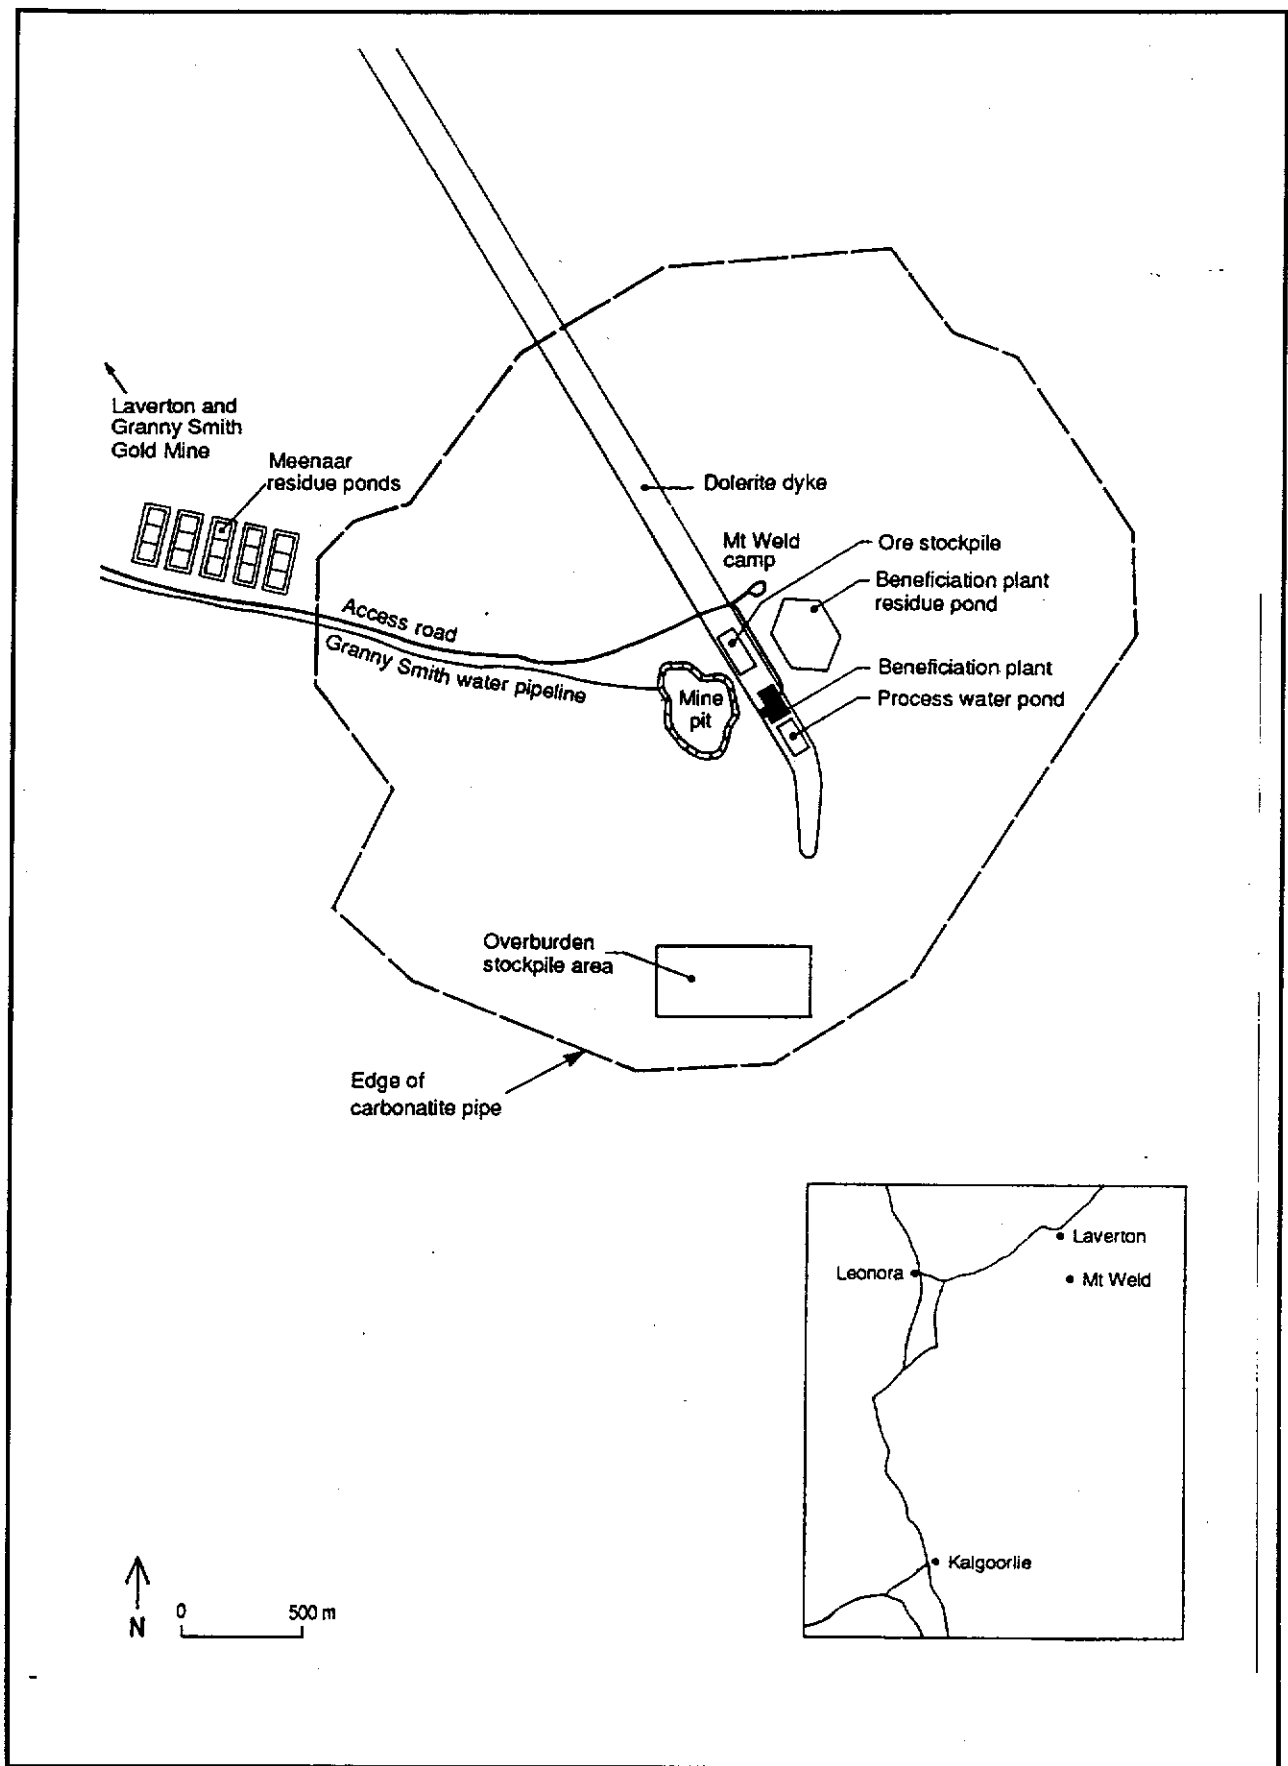 Laverton and
Granny Smith
Gold Mine
Meenaar
residue ponds
Dolerite dyke
Mt Weld
camp
Ore stockpile
Beneficiation plant
residue pond
Access road
Granny Smith water pipeline
Beneficiation plant
Mine
pit
Process water pond
Overburden
stockpile area
Edge of
carbonatite pipe
Laverton
Leonora
Mt Weld
Kalgoorlie
N
0 500 m